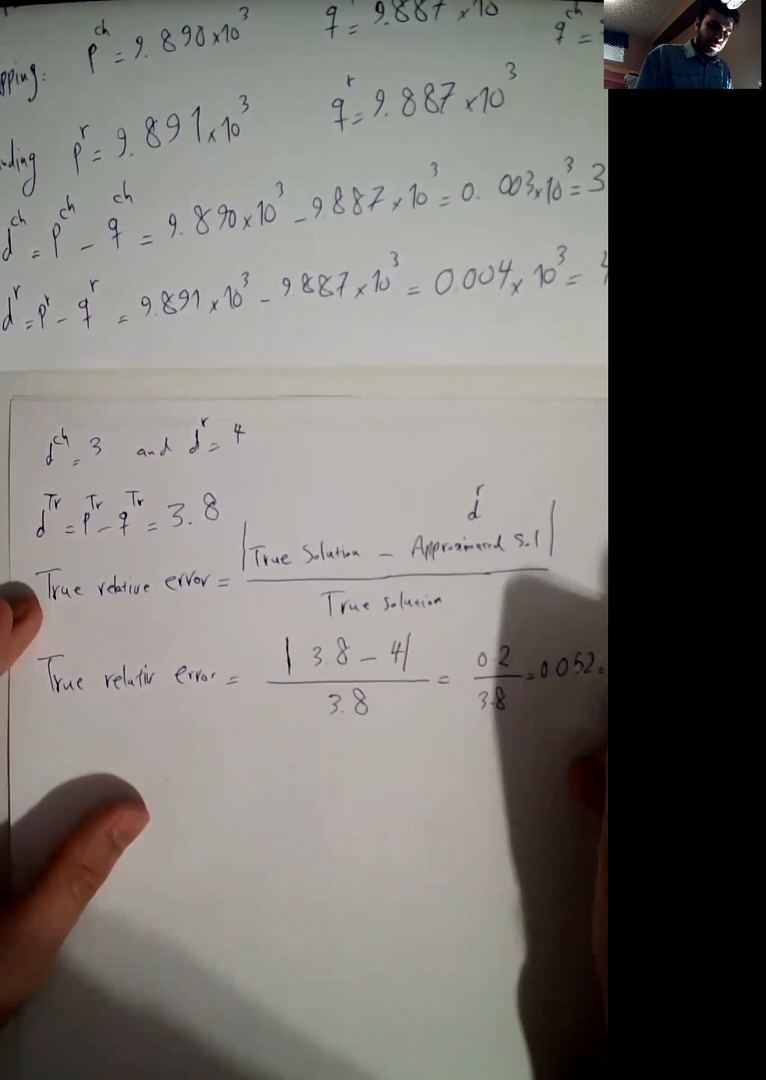 pping: p^ch = 9.890×10^3 q = 9.887×10 q^ch =
nding p^r = 9.891×10^3 q^r = 9.887×10^3
d^ch = p^ch - q^ch = 9.890×10^3 - 9.887×10^3 = 0.003×10^3 = 3
d^r = p^r - q^r = 9.891×10^3 - 9.887×10^3 = 0.004×10^3 = 4
d^ch = 3 and d^r = 4
d^Tr = p^Tr - q^Tr = 3.8
d^r
True relative error = |True Solution - Approximated Sol| / True solution
True relativ error = |3.8 - 4| / 3.8 = 0.2 / 3.8 = 0.052 =